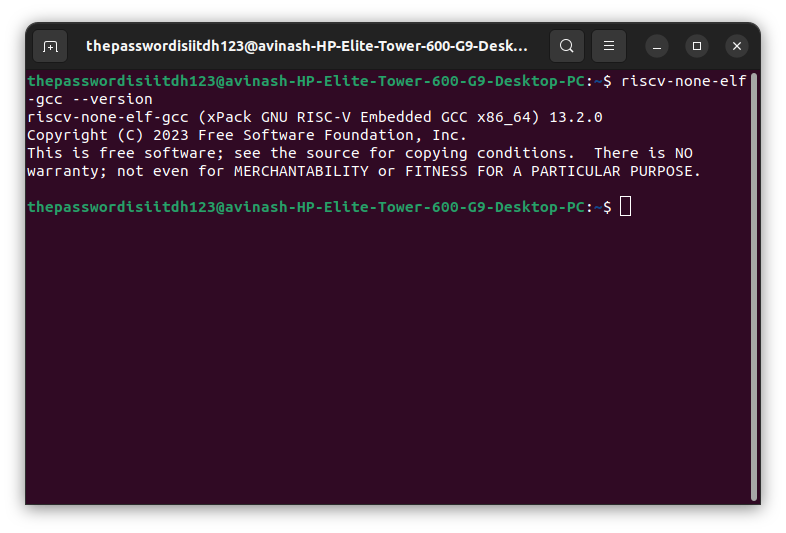 thepasswordisiitdh123@avinash-HP-Elite-Tower-600-G9-Desk...
thepasswordisiitdh123@avinash-HP-Elite-Tower-600-G9-Desktop-PC:~$ riscv-none-elf
-gcc --version
riscv-none-elf-gcc (xPack GNU RISC-V Embedded GCC x86_64) 13.2.0
Copyright (C) 2023 Free Software Foundation, Inc.
This is free software; see the source for copying conditions.  There is NO
warranty; not even for MERCHANTABILITY or FITNESS FOR A PARTICULAR PURPOSE.
thepasswordisiitdh123@avinash-HP-Elite-Tower-600-G9-Desktop-PC:~$